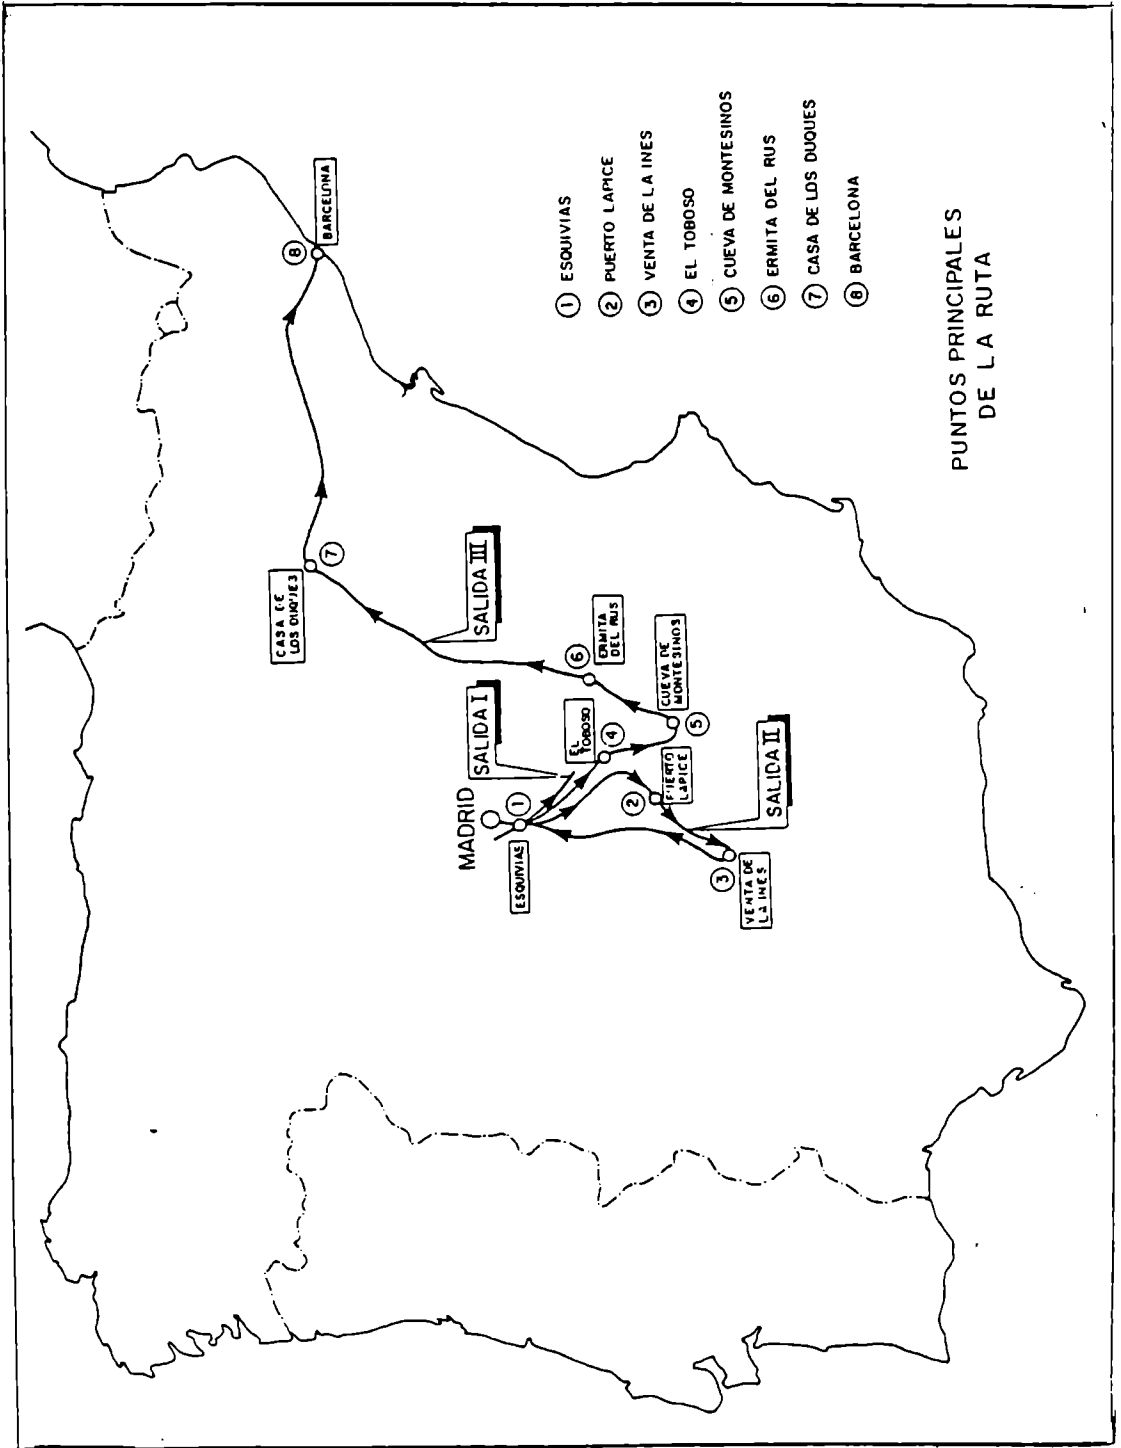 BARCELONA
8
CASA DE
LOS DUQUES
7
SALIDA III
ERMITA
DEL RUS
6
SALIDA I
CUEVA DE
MONTESINOS
5
EL
TOBOSO
4
MADRID
1
ESQUIVIAS
2
PUERTO
LAPICE
SALIDA II
3
VENTA DE
LA INES
1 ESQUIVIAS
2 PUERTO LAPICE
3 VENTA DE LA INES
4 EL TOBOSO
5 CUEVA DE MONTESINOS
6 ERMITA DEL RUS
7 CASA DE LOS DUQUES
8 BARCELONA
PUNTOS PRINCIPALES
DE LA RUTA